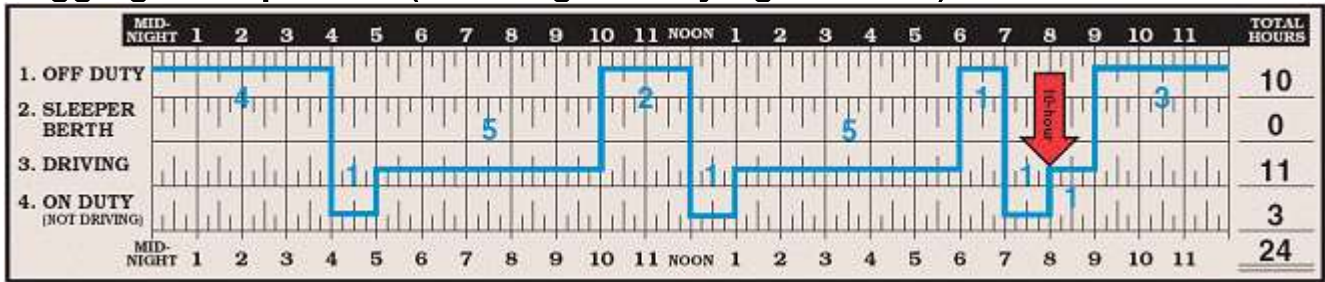 MID-NIGHT 1 2 3 4 5 6 7 8 9 10 11 NOON 1 2 3 4 5 6 7 8 9 10 11 TOTAL HOURS
1. OFF DUTY 4 2 1 3 10
2. SLEEPER BERTH 5 5 0
10-hour
3. DRIVING 1 1 1 11
4. ON DUTY 1 3
(NOT DRIVING)
MID-NIGHT 1 2 3 4 5 6 7 8 9 10 11 NOON 1 2 3 4 5 6 7 8 9 10 11 24